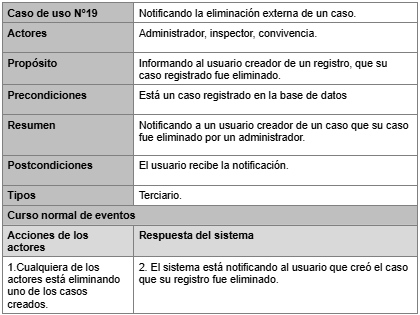 Caso de uso N°19
Notificando la eliminación externa de un caso.
Actores
Administrador, inspector, convivencia.
Propósito
Informando al usuario creador de un registro, que su
caso registrado fue eliminado.
Precondiciones
Está un caso registrado en la base de datos
Resumen
Notificando a un usuario creador de un caso que su caso
fue eliminado por un administrador.
Postcondiciones
El usuario recibe la notificación.
Tipos
Terciario.
Curso normal de eventos
Acciones de los
actores
Respuesta del sistema
1.Cualquiera de los
actores está eliminando
uno de los casos
creados.
2. El sistema está notificando al usuario que creó el caso
que su registro fue eliminado.